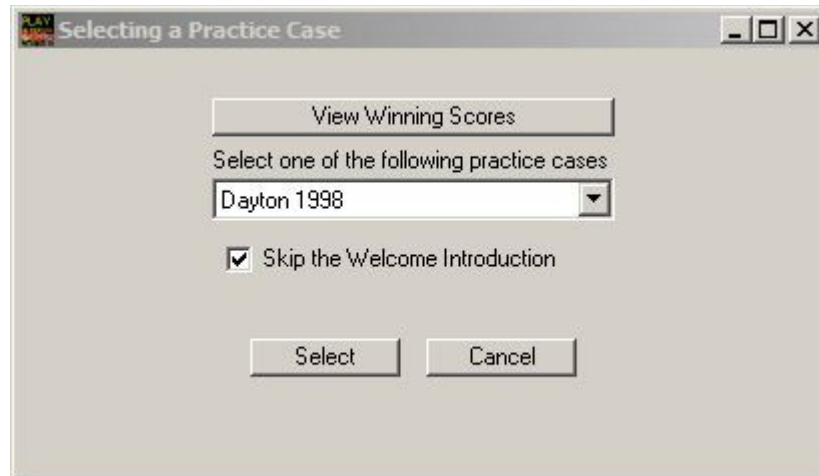 Selecting a Practice Case
View Winning Scores
Select one of the following practice cases
Dayton 1998
Skip the Welcome Introduction
Select Cancel